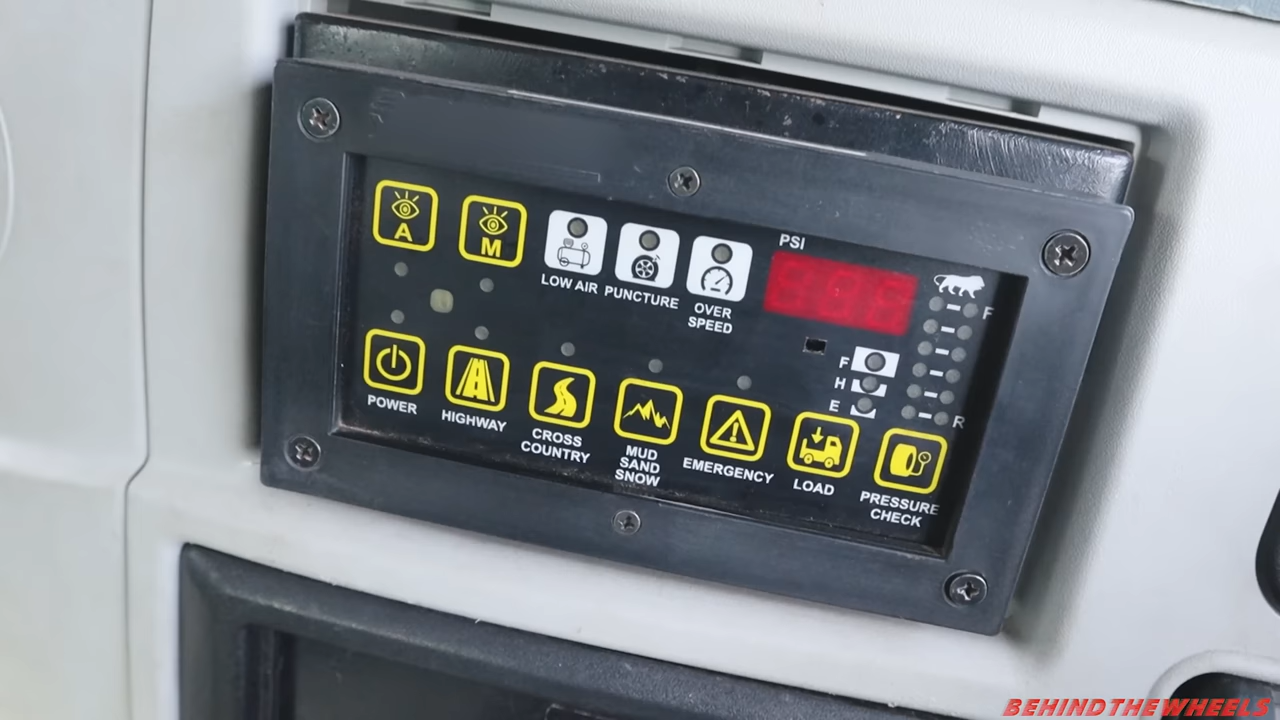 A
M
LOW AIR
PUNCTURE
OVER
SPEED
PSI
F
F
H
E
R
POWER
HIGHWAY
CROSS
COUNTRY
MUD
SAND
SNOW
EMERGENCY
LOAD
PRESSURE
CHECK
BEHINDTHEWHEELS